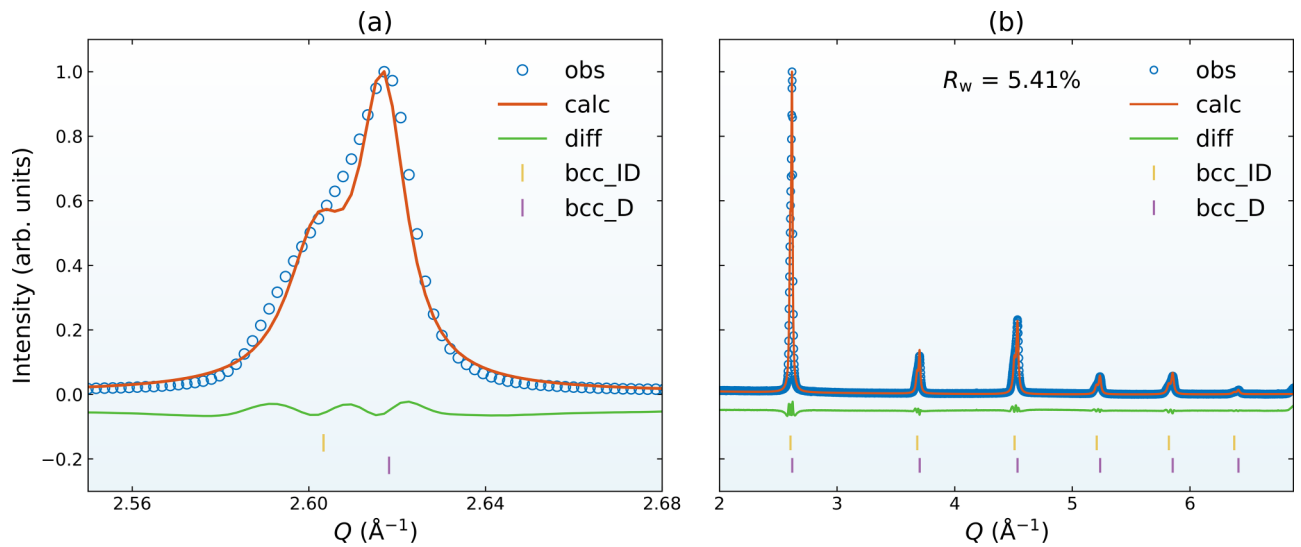 (a)
1.0
0.8
0.6
0.4
0.2
0.0
−0.2
Intensity (arb. units)
obs
calc
diff
bcc_ID
bcc_D
2.56
2.60
2.64
2.68
Q (Å⁻¹)
(b)
R_w = 5.41%
obs
calc
diff
bcc_ID
bcc_D
2
3
4
5
6
Q (Å⁻¹)